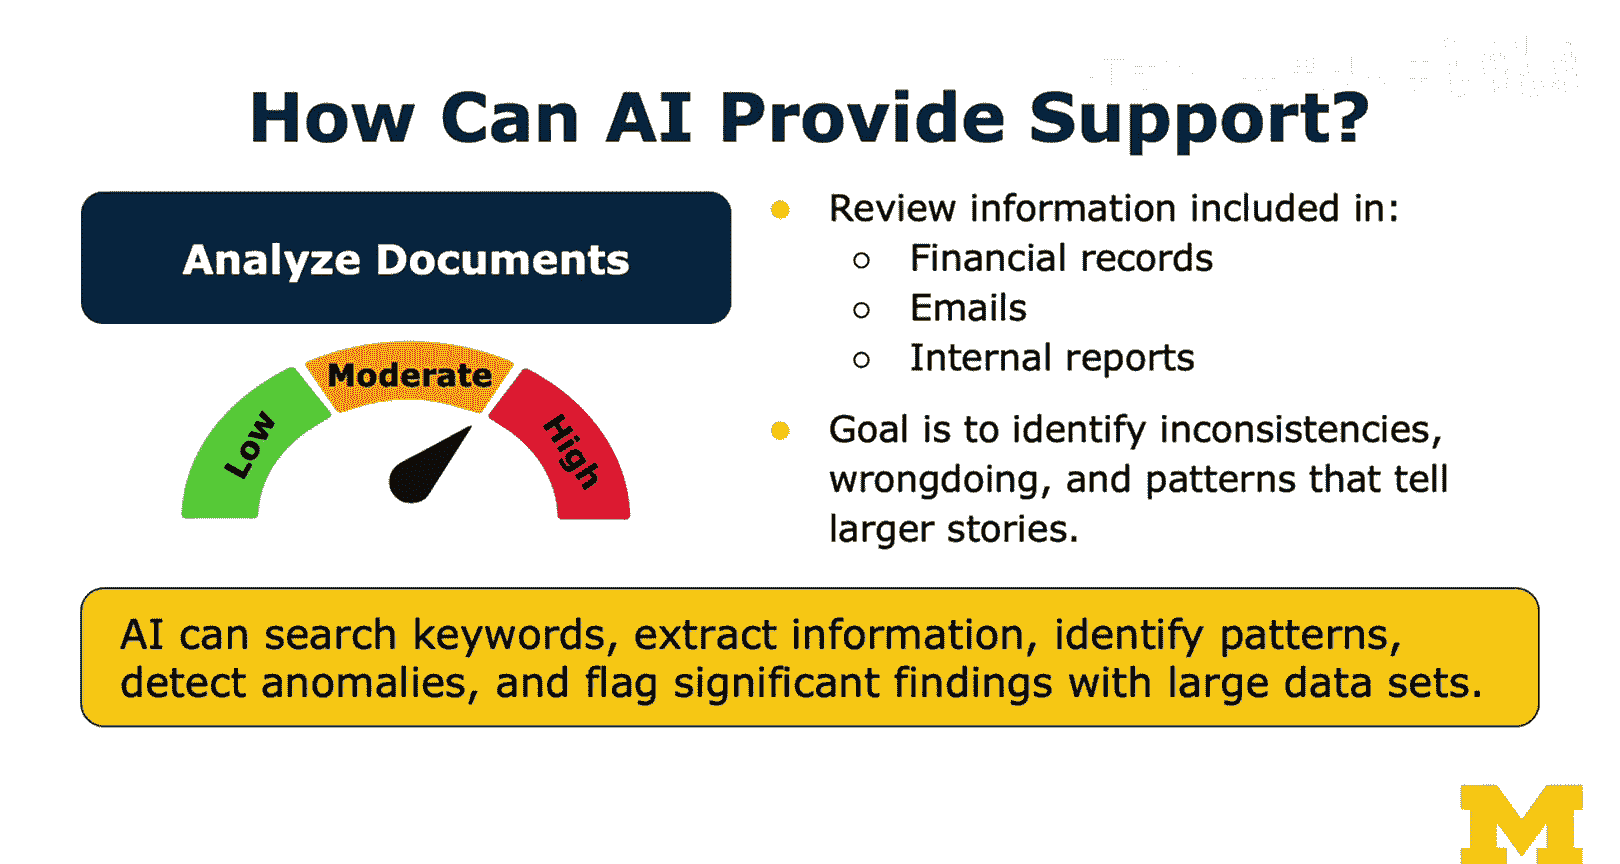 How Can AI Provide Support?
Analyze Documents
Low
Moderate
High
Review information included in:
Financial records
Emails
Internal reports
Goal is to identify inconsistencies,
wrongdoing, and patterns that tell
larger stories.
AI can search keywords, extract information, identify patterns,
detect anomalies, and flag significant findings with large data sets.
M